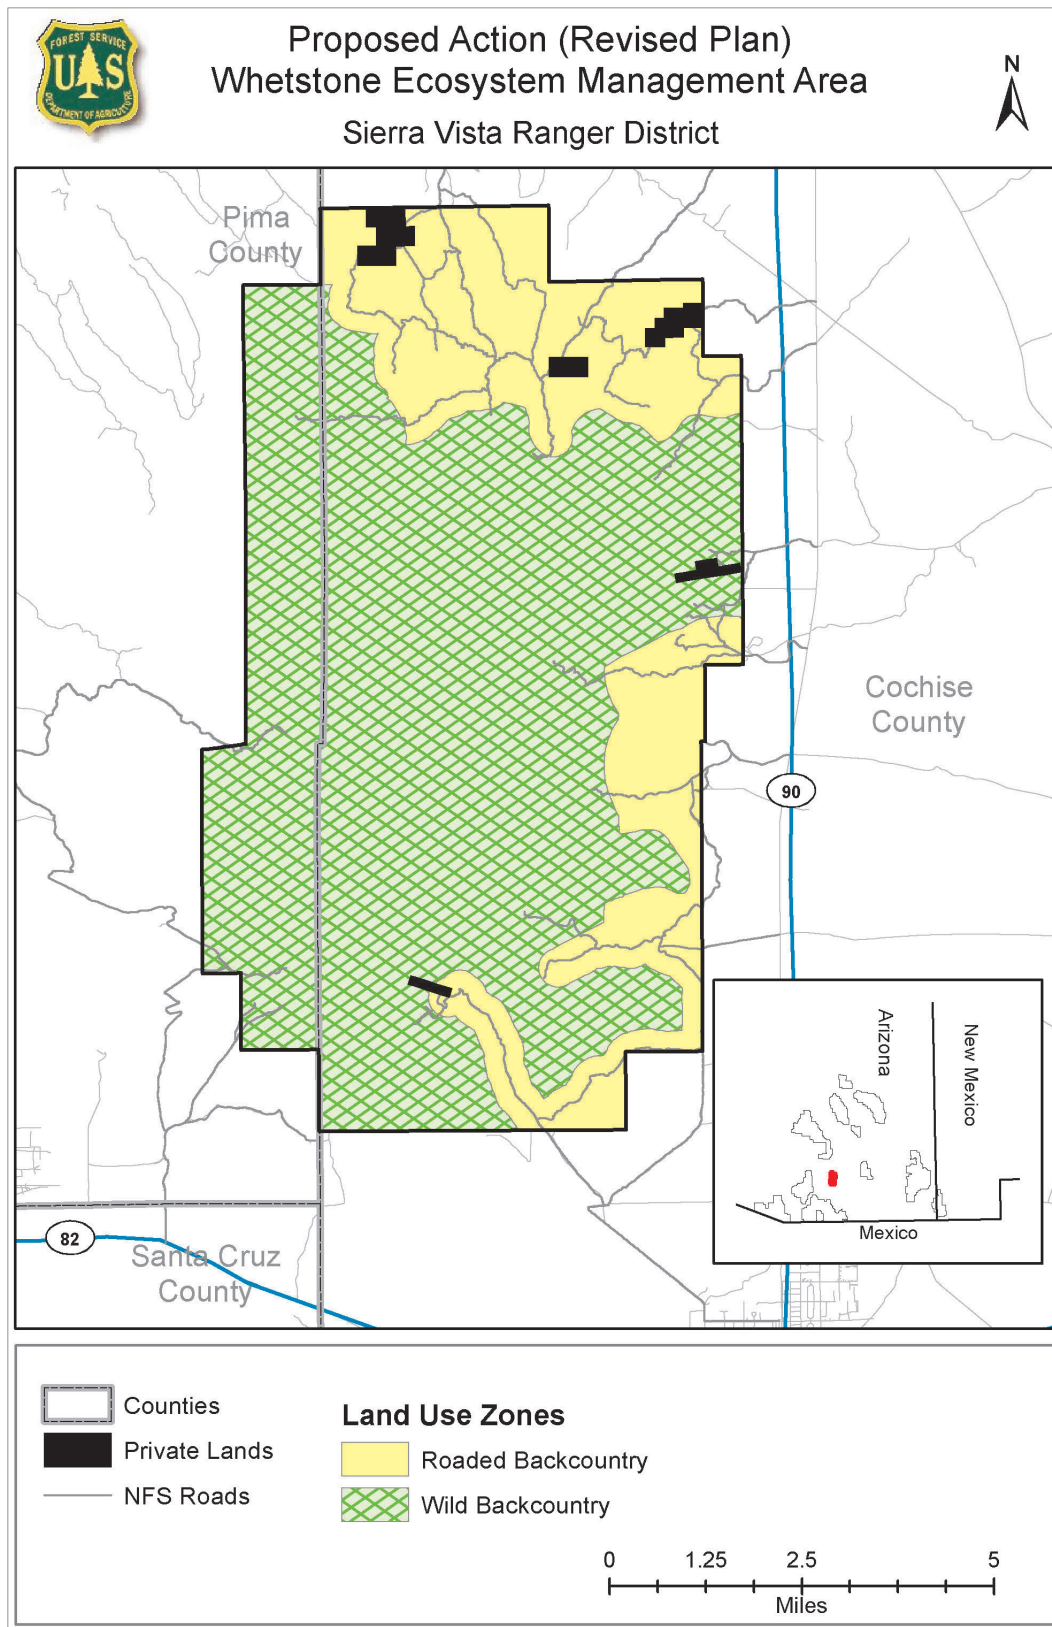 FOREST SERVICE
U S
DEPARTMENT OF AGRICULTURE
Proposed Action (Revised Plan)
Whetstone Ecosystem Management Area
Sierra Vista Ranger District
N
Pima
County
Cochise
County
90
Arizona
New Mexico
Mexico
82
Santa Cruz
County
Counties
Private Lands
NFS Roads
Land Use Zones
Roaded Backcountry
Wild Backcountry
0 1.25 2.5 5
Miles